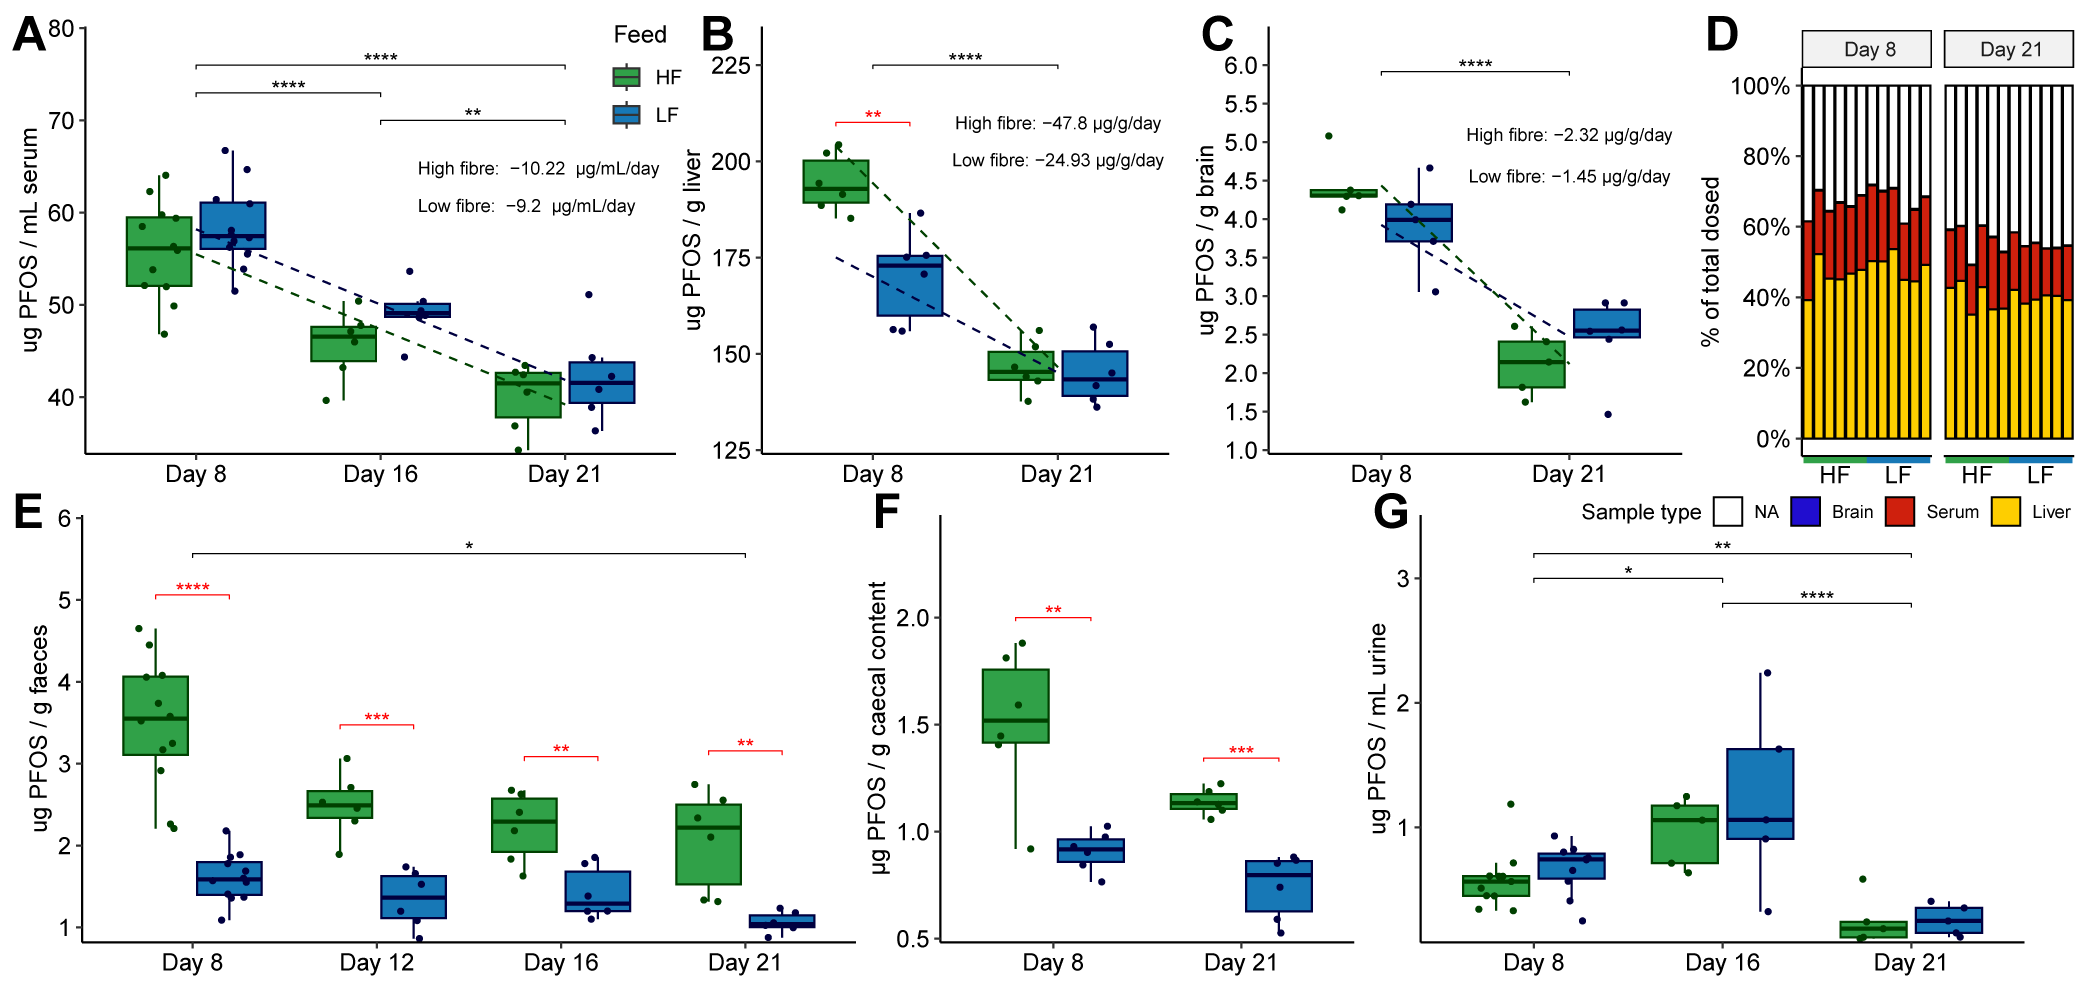 A
80
70
60
50
40
ug PFOS / mL serum
****
****
**
Feed
HF
LF
High fibre: −10.22 µg/mL/day
Low fibre: −9.2 µg/mL/day
Day 8
Day 16
Day 21
B
225
200
175
150
125
ug PFOS / g liver
****
**
High fibre: −47.8 µg/g/day
Low fibre: −24.93 µg/g/day
Day 8
Day 21
C
6.0
5.5
5.0
4.5
4.0
3.5
3.0
2.5
2.0
1.5
1.0
ug PFOS / g brain
****
High fibre: −2.32 µg/g/day
Low fibre: −1.45 µg/g/day
Day 8
Day 21
D
Day 8
Day 21
100%
80%
60%
40%
20%
0%
% of total dosed
HF
LF
HF
LF
Sample type
NA
Brain
Serum
Liver
E
6
5
4
3
2
1
ug PFOS / g faeces
*
****
***
**
**
Day 8
Day 12
Day 16
Day 21
F
2.0
1.5
1.0
0.5
µg PFOS / g caecal content
**
***
Day 8
Day 21
G
3
2
1
ug PFOS / mL urine
**
*
****
Day 8
Day 16
Day 21